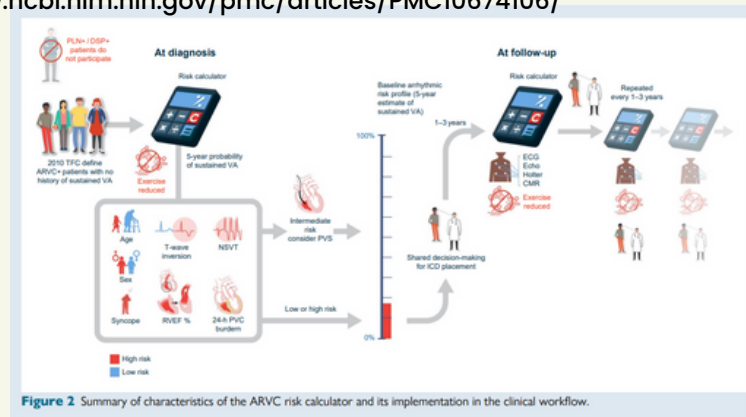 .ncbi.nlm.nih.gov/pmc/articles/PMC10674106/
PLN+ / DSP+
patients do
not participate
At diagnosis
Risk calculator
2010 TFC define
ARVC+ patients with no
history of sustained VA
Exercise
reduced
5-year probability
of sustained VA
Age
T-wave
inversion
NSVT
Sex
Syncope
RVEF %
24-h PVC
burdem
High risk
Low risk
Intermediate
risk
consider PVS
Low or high risk
Baseline arrhythmic
risk profile (5-year
estimate of
sustained VA)
100%
0%
1–3 years
Shared decision-making
for ICD placement
At follow-up
Risk calculator
ECG
Echo
Holter
CMR
Exercise
reduced
Repeated
every 1–3 years
Figure 2 Summary of characteristics of the ARVC risk calculator and its implementation in the clinical workflow.